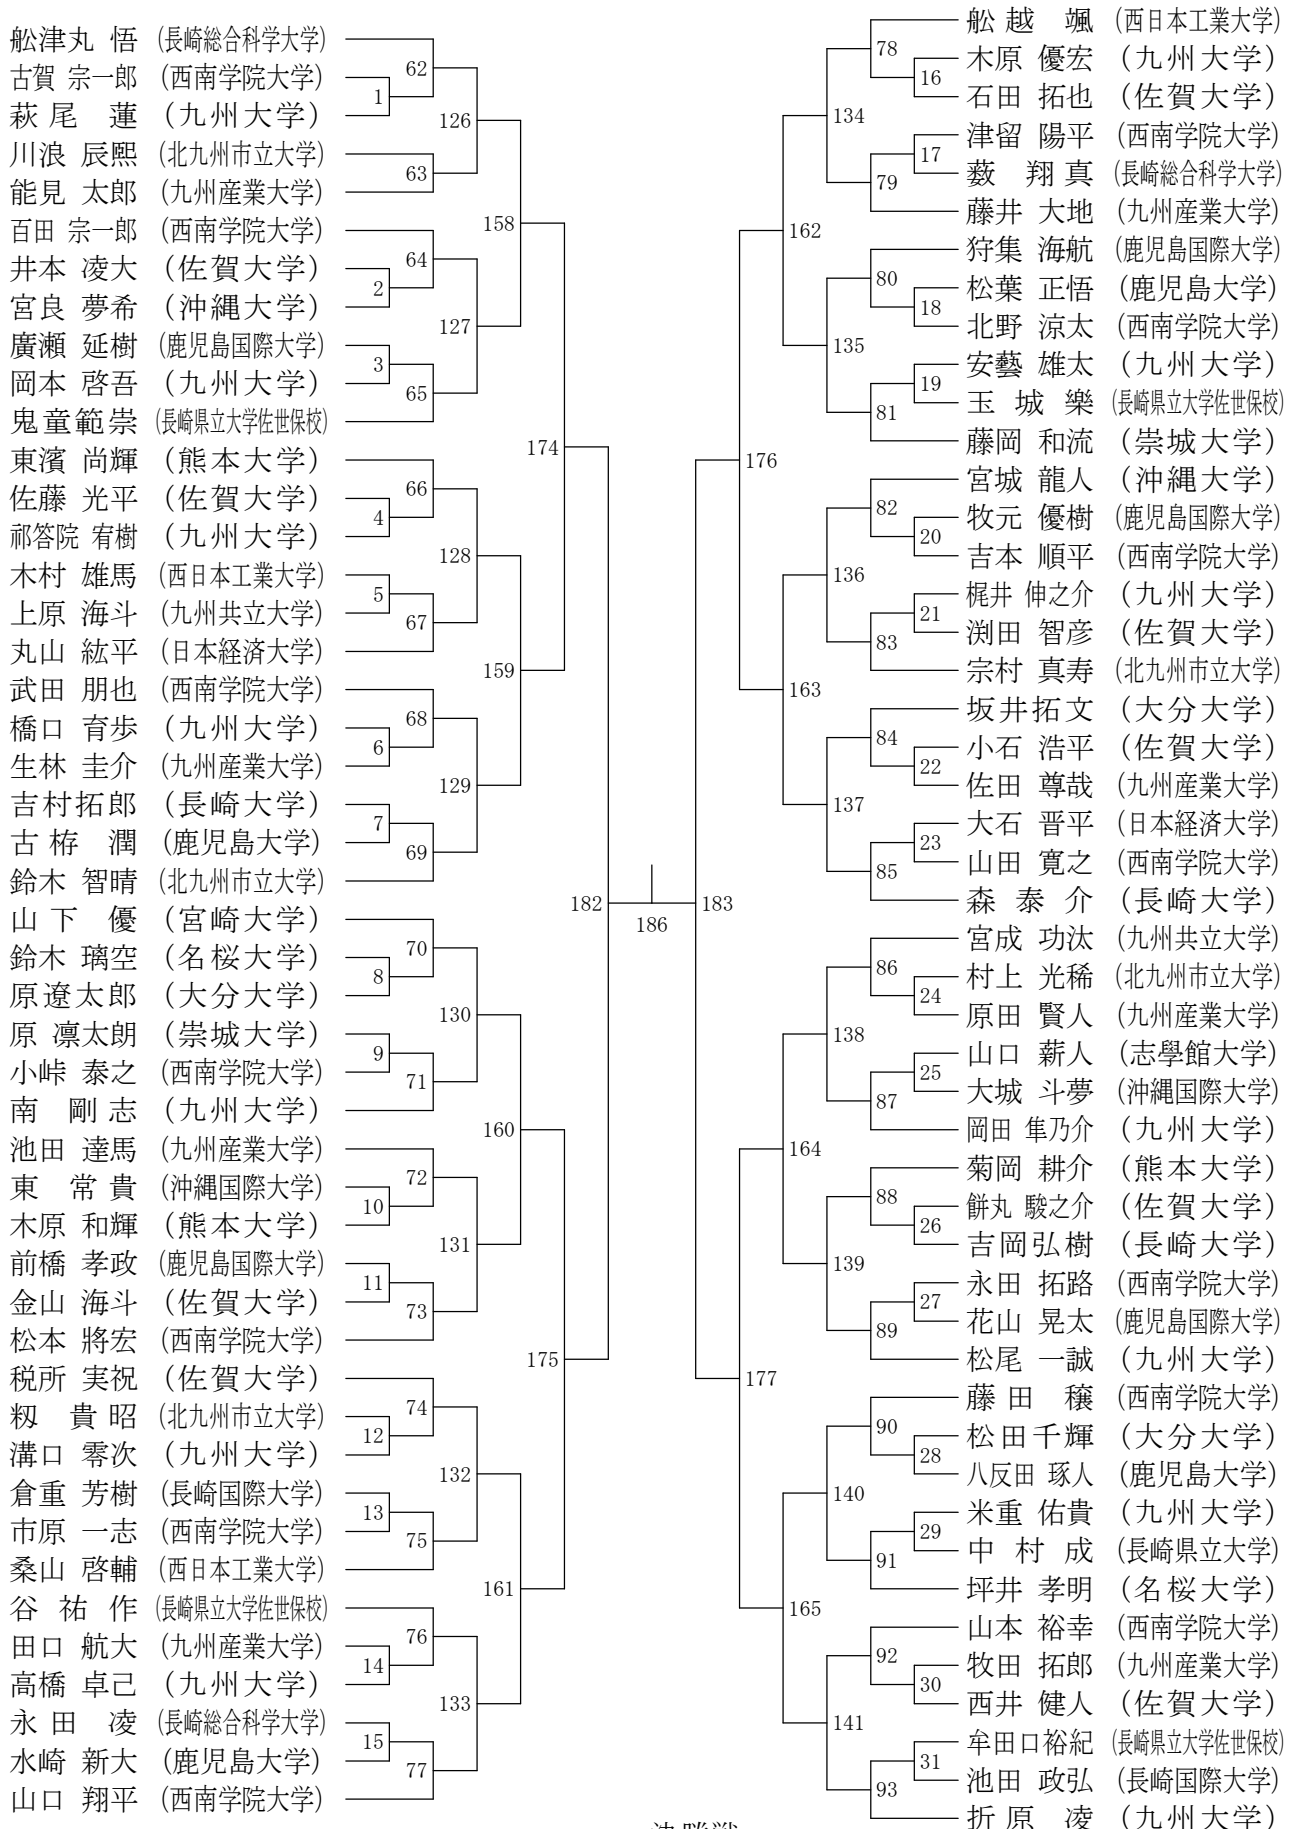 舩津丸 悟 (長崎総合科学大学)
古賀 宗一郎 (西南学院大学)
萩尾 蓮 (九州大学)
川浪 辰熙 (北九州市立大学)
能見 太郎 (九州産業大学)
百田 宗一郎 (西南学院大学)
井本 凌大 (佐賀大学)
宮良 夢希 (沖縄大学)
廣瀬 延樹 (鹿児島国際大学)
岡本 啓吾 (九州大学)
鬼童範崇 (長崎県立大学佐世保校)
東濱 尚輝 (熊本大学)
佐藤 光平 (佐賀大学)
祁答院 宥樹 (九州大学)
木村 雄馬 (西日本工業大学)
上原 海斗 (九州共立大学)
丸山 紘平 (日本経済大学)
武田 朋也 (西南学院大学)
橋口 育歩 (九州大学)
生林 圭介 (九州産業大学)
吉村拓郎 (長崎大学)
古栫 潤 (鹿児島大学)
鈴木 智晴 (北九州市立大学)
山下 優 (宮崎大学)
鈴木 璃空 (名桜大学)
原遼太郎 (大分大学)
原 凛太朗 (崇城大学)
小峠 泰之 (西南学院大学)
南 剛志 (九州大学)
池田 達馬 (九州産業大学)
東 常貴 (沖縄国際大学)
木原 和輝 (熊本大学)
前橋 孝政 (鹿児島国際大学)
金山 海斗 (佐賀大学)
松本 將宏 (西南学院大学)
税所 実祝 (佐賀大学)
籾 貴昭 (北九州市立大学)
溝口 零次 (九州大学)
倉重 芳樹 (長崎国際大学)
市原 一志 (西南学院大学)
桑山 啓輔 (西日本工業大学)
谷 祐作 (長崎県立大学佐世保校)
田口 航大 (九州産業大学)
高橋 卓己 (九州大学)
永田 凌 (長崎総合科学大学)
水崎 新大 (鹿児島大学)
山口 翔平 (西南学院大学)
1
2
3
4
5
6
7
8
9
10
11
12
13
14
15
62
63
64
65
66
67
68
69
70
71
72
73
74
75
76
77
126
127
128
129
130
131
132
133
158
159
160
161
174
175
182
186
183
176
177
162
163
164
165
134
135
136
137
138
139
140
141
78
79
80
81
82
83
84
85
86
87
88
89
90
91
92
93
16
17
18
19
20
21
22
23
24
25
26
27
28
29
30
31
舩越 颯 (西日本工業大学)
木原 優宏 (九州大学)
石田 拓也 (佐賀大学)
津留 陽平 (西南学院大学)
薮 翔真 (長崎総合科学大学)
藤井 大地 (九州産業大学)
狩集 海航 (鹿児島国際大学)
松葉 正悟 (鹿児島大学)
北野 涼太 (西南学院大学)
安藝 雄太 (九州大学)
玉城 樂 (長崎県立大学佐世保校)
藤岡 和流 (崇城大学)
宮城 龍人 (沖縄大学)
牧元 優樹 (鹿児島国際大学)
吉本 順平 (西南学院大学)
梶井 伸之介 (九州大学)
渕田 智彦 (佐賀大学)
宗村 真寿 (北九州市立大学)
坂井拓文 (大分大学)
小石 浩平 (佐賀大学)
佐田 尊哉 (九州産業大学)
大石 晋平 (日本経済大学)
山田 寛之 (西南学院大学)
森 泰介 (長崎大学)
宮成 功汰 (九州共立大学)
村上 光稀 (北九州市立大学)
原田 賢人 (九州産業大学)
山口 薪人 (志學館大学)
大城 斗夢 (沖縄国際大学)
岡田 隼乃介 (九州大学)
菊岡 耕介 (熊本大学)
餅丸 駿之介 (佐賀大学)
吉岡弘樹 (長崎大学)
永田 拓路 (西南学院大学)
花山 晃太 (鹿児島国際大学)
松尾 一誠 (九州大学)
藤田 穣 (西南学院大学)
松田千輝 (大分大学)
八反田 琢人 (鹿児島大学)
米重 佑貴 (九州大学)
中村 成 (長崎県立大学)
坪井 孝明 (名桜大学)
山本 裕幸 (西南学院大学)
牧田 拓郎 (九州産業大学)
西井 健人 (佐賀大学)
牟田口裕紀 (長崎県立大学佐世保校)
池田 政弘 (長崎国際大学)
折原 凌 (九州大学)